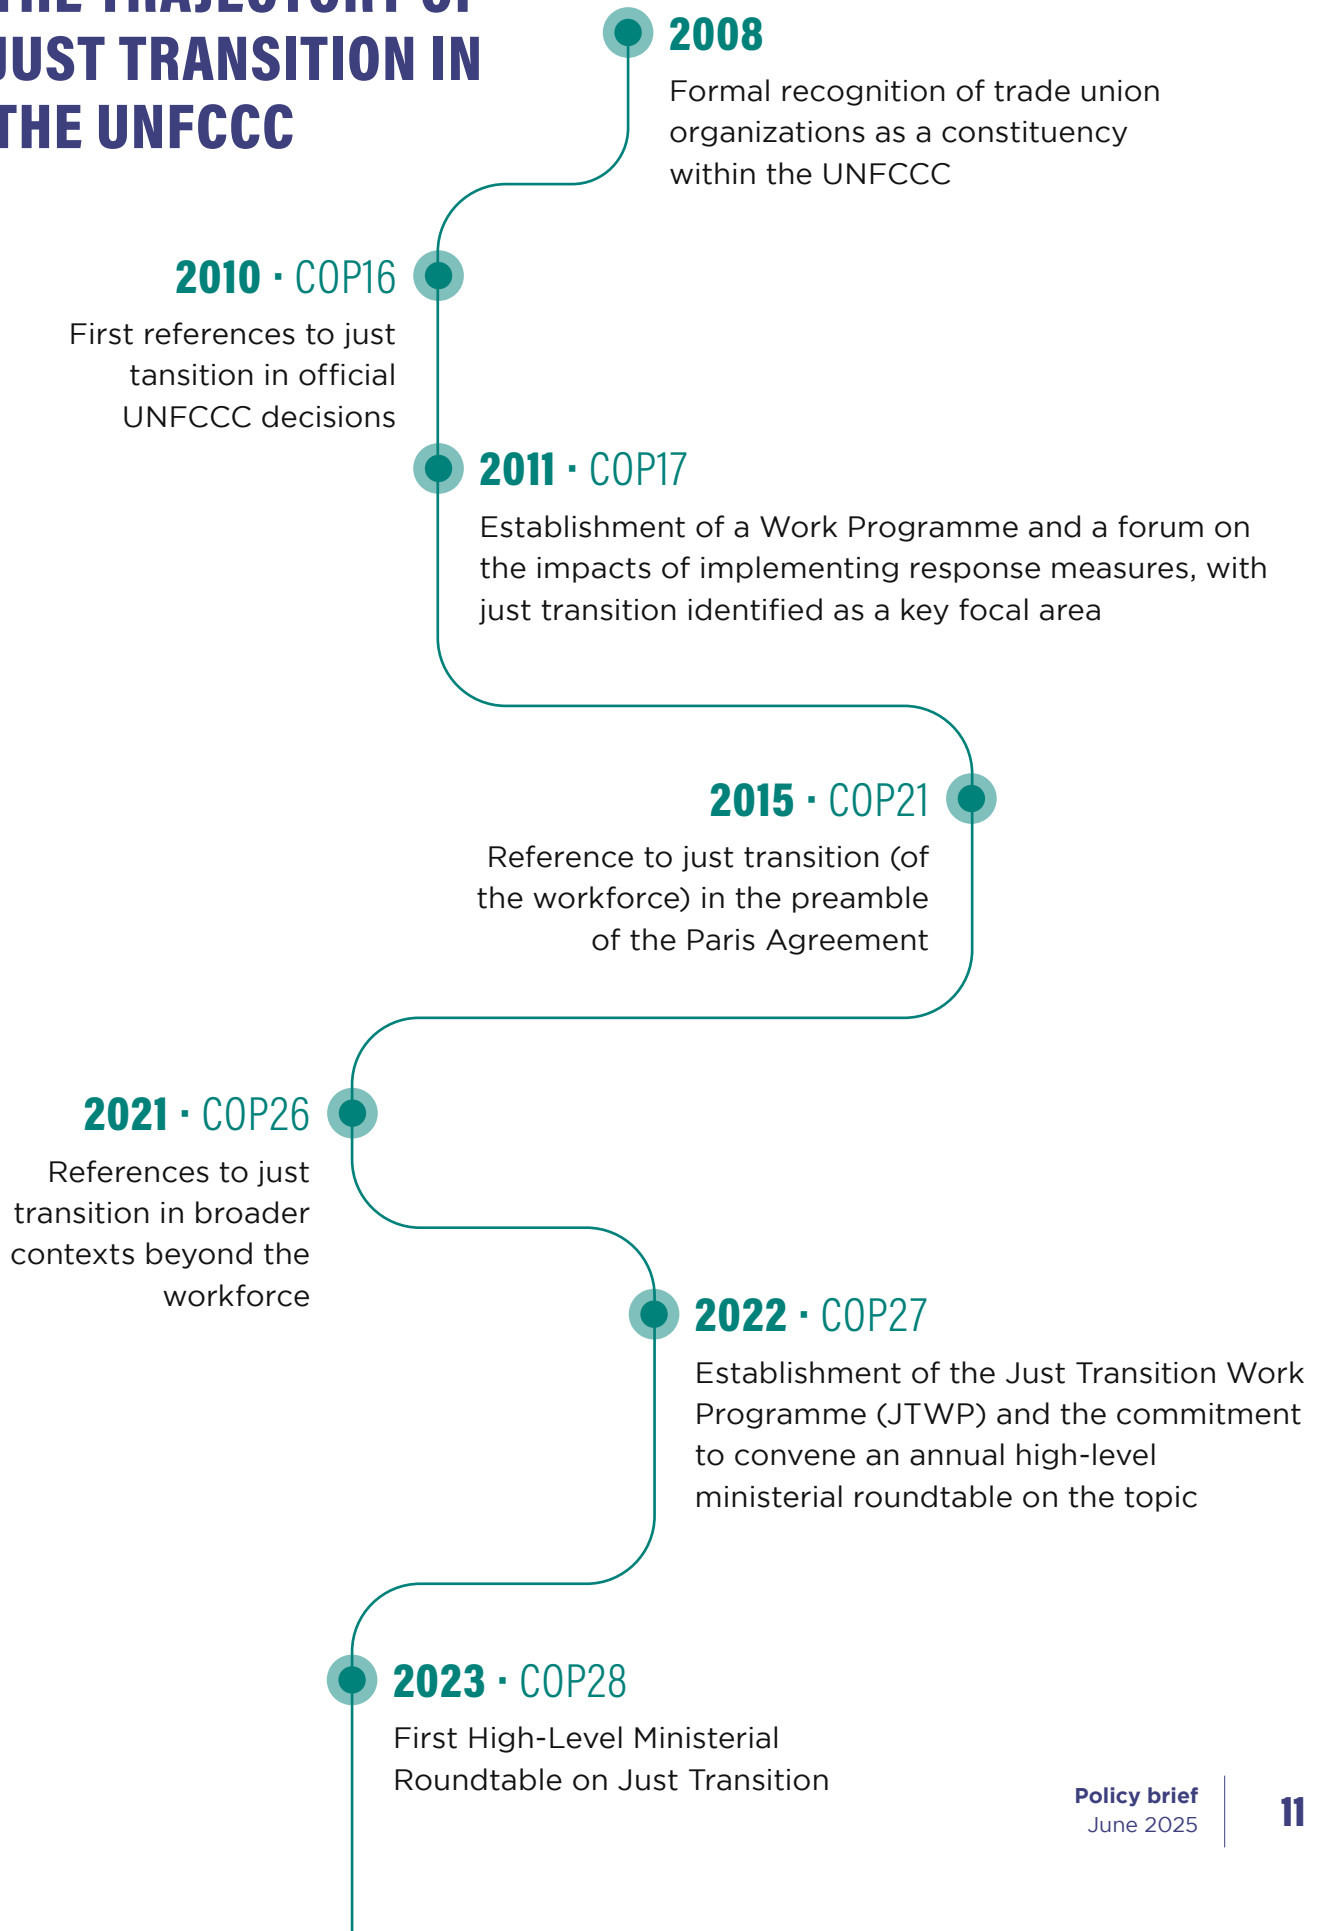 THE TRAJECTORY OF
JUST TRANSITION IN
THE UNFCCC
2008
Formal recognition of trade union
organizations as a constituency
within the UNFCCC
2010 · COP16
First references to just
tansition in official
UNFCCC decisions
2011 · COP17
Establishment of a Work Programme and a forum on
the impacts of implementing response measures, with
just transition identified as a key focal area
2015 · COP21
Reference to just transition (of
the workforce) in the preamble
of the Paris Agreement
2021 · COP26
References to just
transition in broader
contexts beyond the
workforce
2022 · COP27
Establishment of the Just Transition Work
Programme (JTWP) and the commitment
to convene an annual high-level
ministerial roundtable on the topic
2023 · COP28
First High-Level Ministerial
Roundtable on Just Transition
Policy brief
June 2025
11